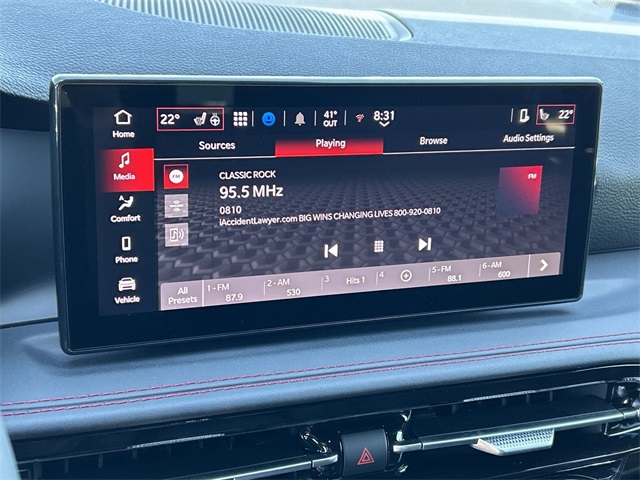 Home
22°
41°
OUT
8:31
22°
Sources
Playing
Browse
Audio Settings
Media
FM
CLASSIC ROCK
95.5 MHz
0810
iAccidentLawyer.com BIG WINS CHANGING LIVES 800-920-0810
FM
Comfort
Phone
Vehicle
All
Presets
1 - FM
87.9
2 - AM
530
3
Hits 1
4
5 - FM
88.1
6 - AM
600